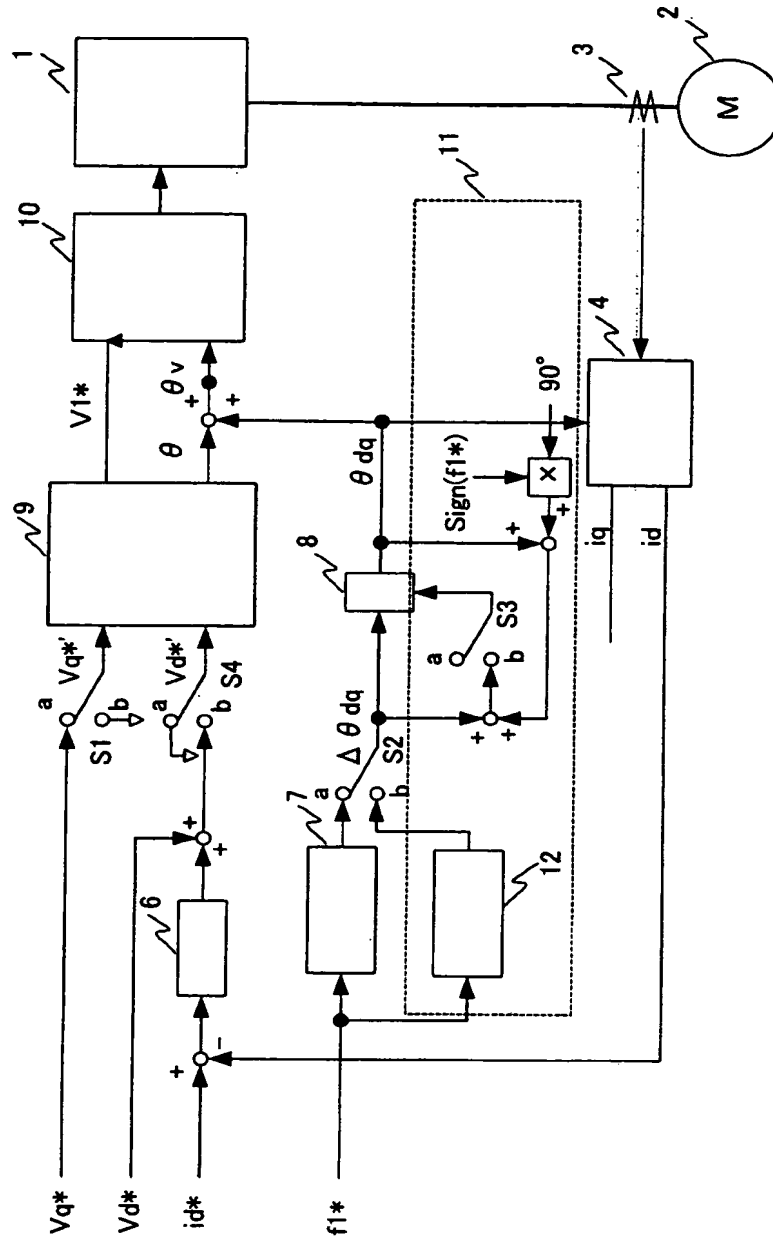 1
10
V1*
θv
+
+
θ
9
Vq*'
a
b
S1
Vd*'
S4
a
b
Vq*
Vd*
id*
f1*
+
+
6
+
-
2
3
M
11
4
90°
Sign(f1*)
×
+
+
θdq
8
S3
a
b
Δθdq
S2
a
b
+
+
7
12
iq
id